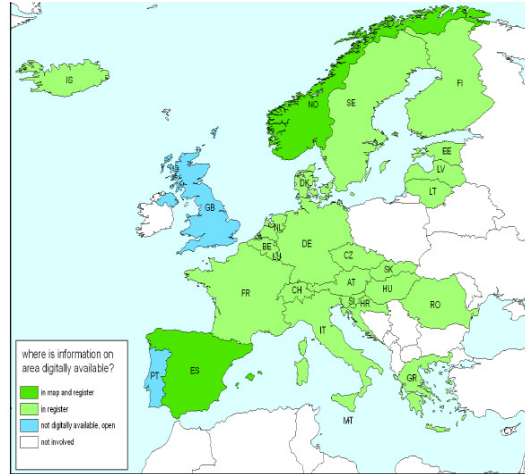 IS
FI
NO
SE
EE
LV
DK
LT
GB
NL
BE
DE
LU
CZ
SK
FR
CH
AT
HU
SI
HR
RO
IT
PT
ES
GR
MT
where is information on
area digitally available?
in map and register
in register
not digitally available, open
not involved